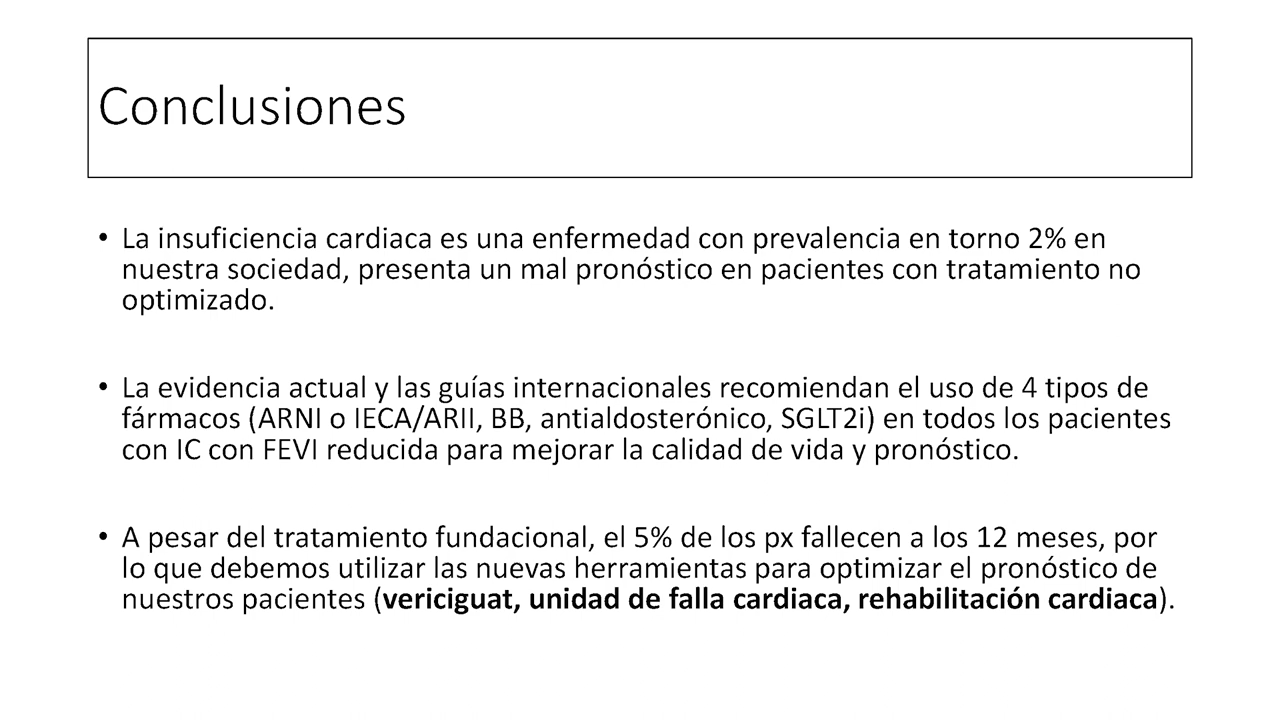 Conclusiones
• La insuficiencia cardiaca es una enfermedad con prevalencia en torno 2% en
nuestra sociedad, presenta un mal pronóstico en pacientes con tratamiento no
optimizado.
• La evidencia actual y las guías internacionales recomiendan el uso de 4 tipos de
fármacos (ARNI o IECA/ARII, BB, antialdosterónico, SGLT2i) en todos los pacientes
con IC con FEVI reducida para mejorar la calidad de vida y pronóstico.
• A pesar del tratamiento fundacional, el 5% de los px fallecen a los 12 meses, por
lo que debemos utilizar las nuevas herramientas para optimizar el pronóstico de
nuestros pacientes (vericiguat, unidad de falla cardiaca, rehabilitación cardiaca).